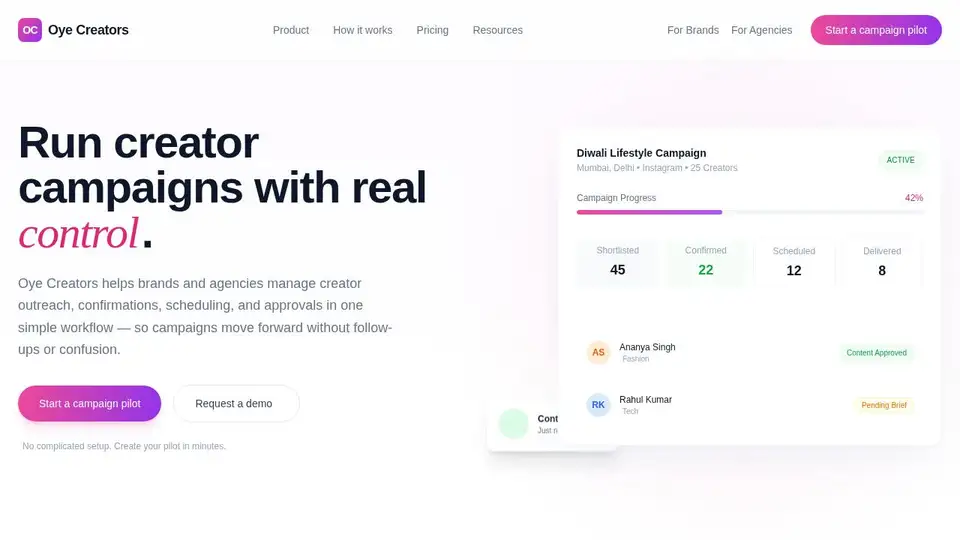 OC Oye Creators
Product
How it works
Pricing
Resources
For Brands
For Agencies
Start a campaign pilot
Run creator
campaigns with real
control.
Oye Creators helps brands and agencies manage creator
outreach, confirmations, scheduling, and approvals in one
simple workflow — so campaigns move forward without follow-
ups or confusion.
Start a campaign pilot
Request a demo
No complicated setup. Create your pilot in minutes.
Diwali Lifestyle Campaign
Mumbai, Delhi • Instagram • 25 Creators
ACTIVE
Campaign Progress
42%
Shortlisted
45
Confirmed
22
Scheduled
12
Delivered
8
AS
Ananya Singh
Fashion
Content Approved
RK
Rahul Kumar
Tech
Pending Brief
Cont
Just